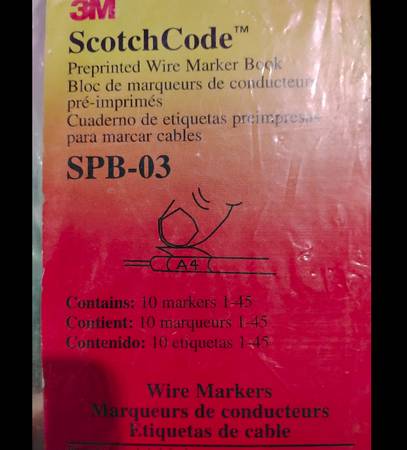 3M
ScotchCode™
Preprinted Wire Marker Book
Bloc de marqueurs de conducteurs
pré-imprimés
Cuaderno de etiquetas preimpresas
para marcar cables
SPB-03
A4
Contains: 10 markers 1-45
Contient: 10 marqueurs 1-45
Contenido: 10 etiquetas 1-45
Wire Markers
Marqueurs de conducteurs
Etiquetas de cable